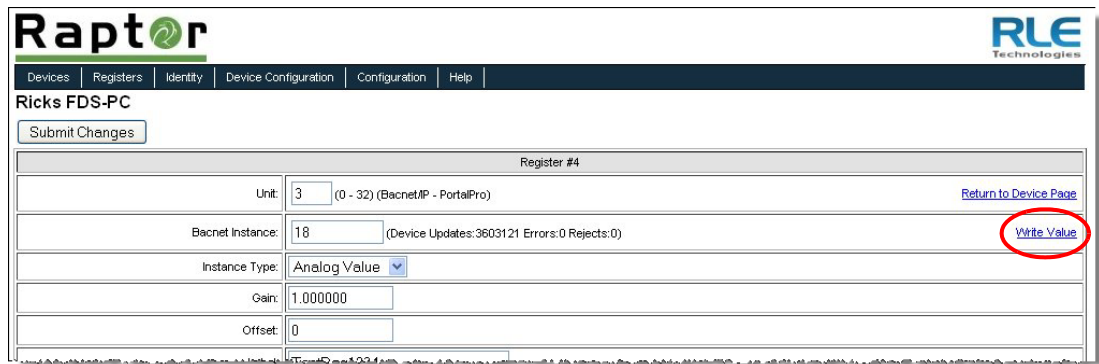 Raptor
RLE
Technologies
Devices Registers Identity Device Configuration Configuration Help
Ricks FDS-PC
Submit Changes
Register #4
Unit: 3 (0 - 32) (Bacnet/IP - PortalPro) Return to Device Page
Bacnet Instance: 18 (Device Updates:3603121 Errors:0 Rejects:0) Write Value
Instance Type: Analog Value
Gain: 1.000000
Offset: 0